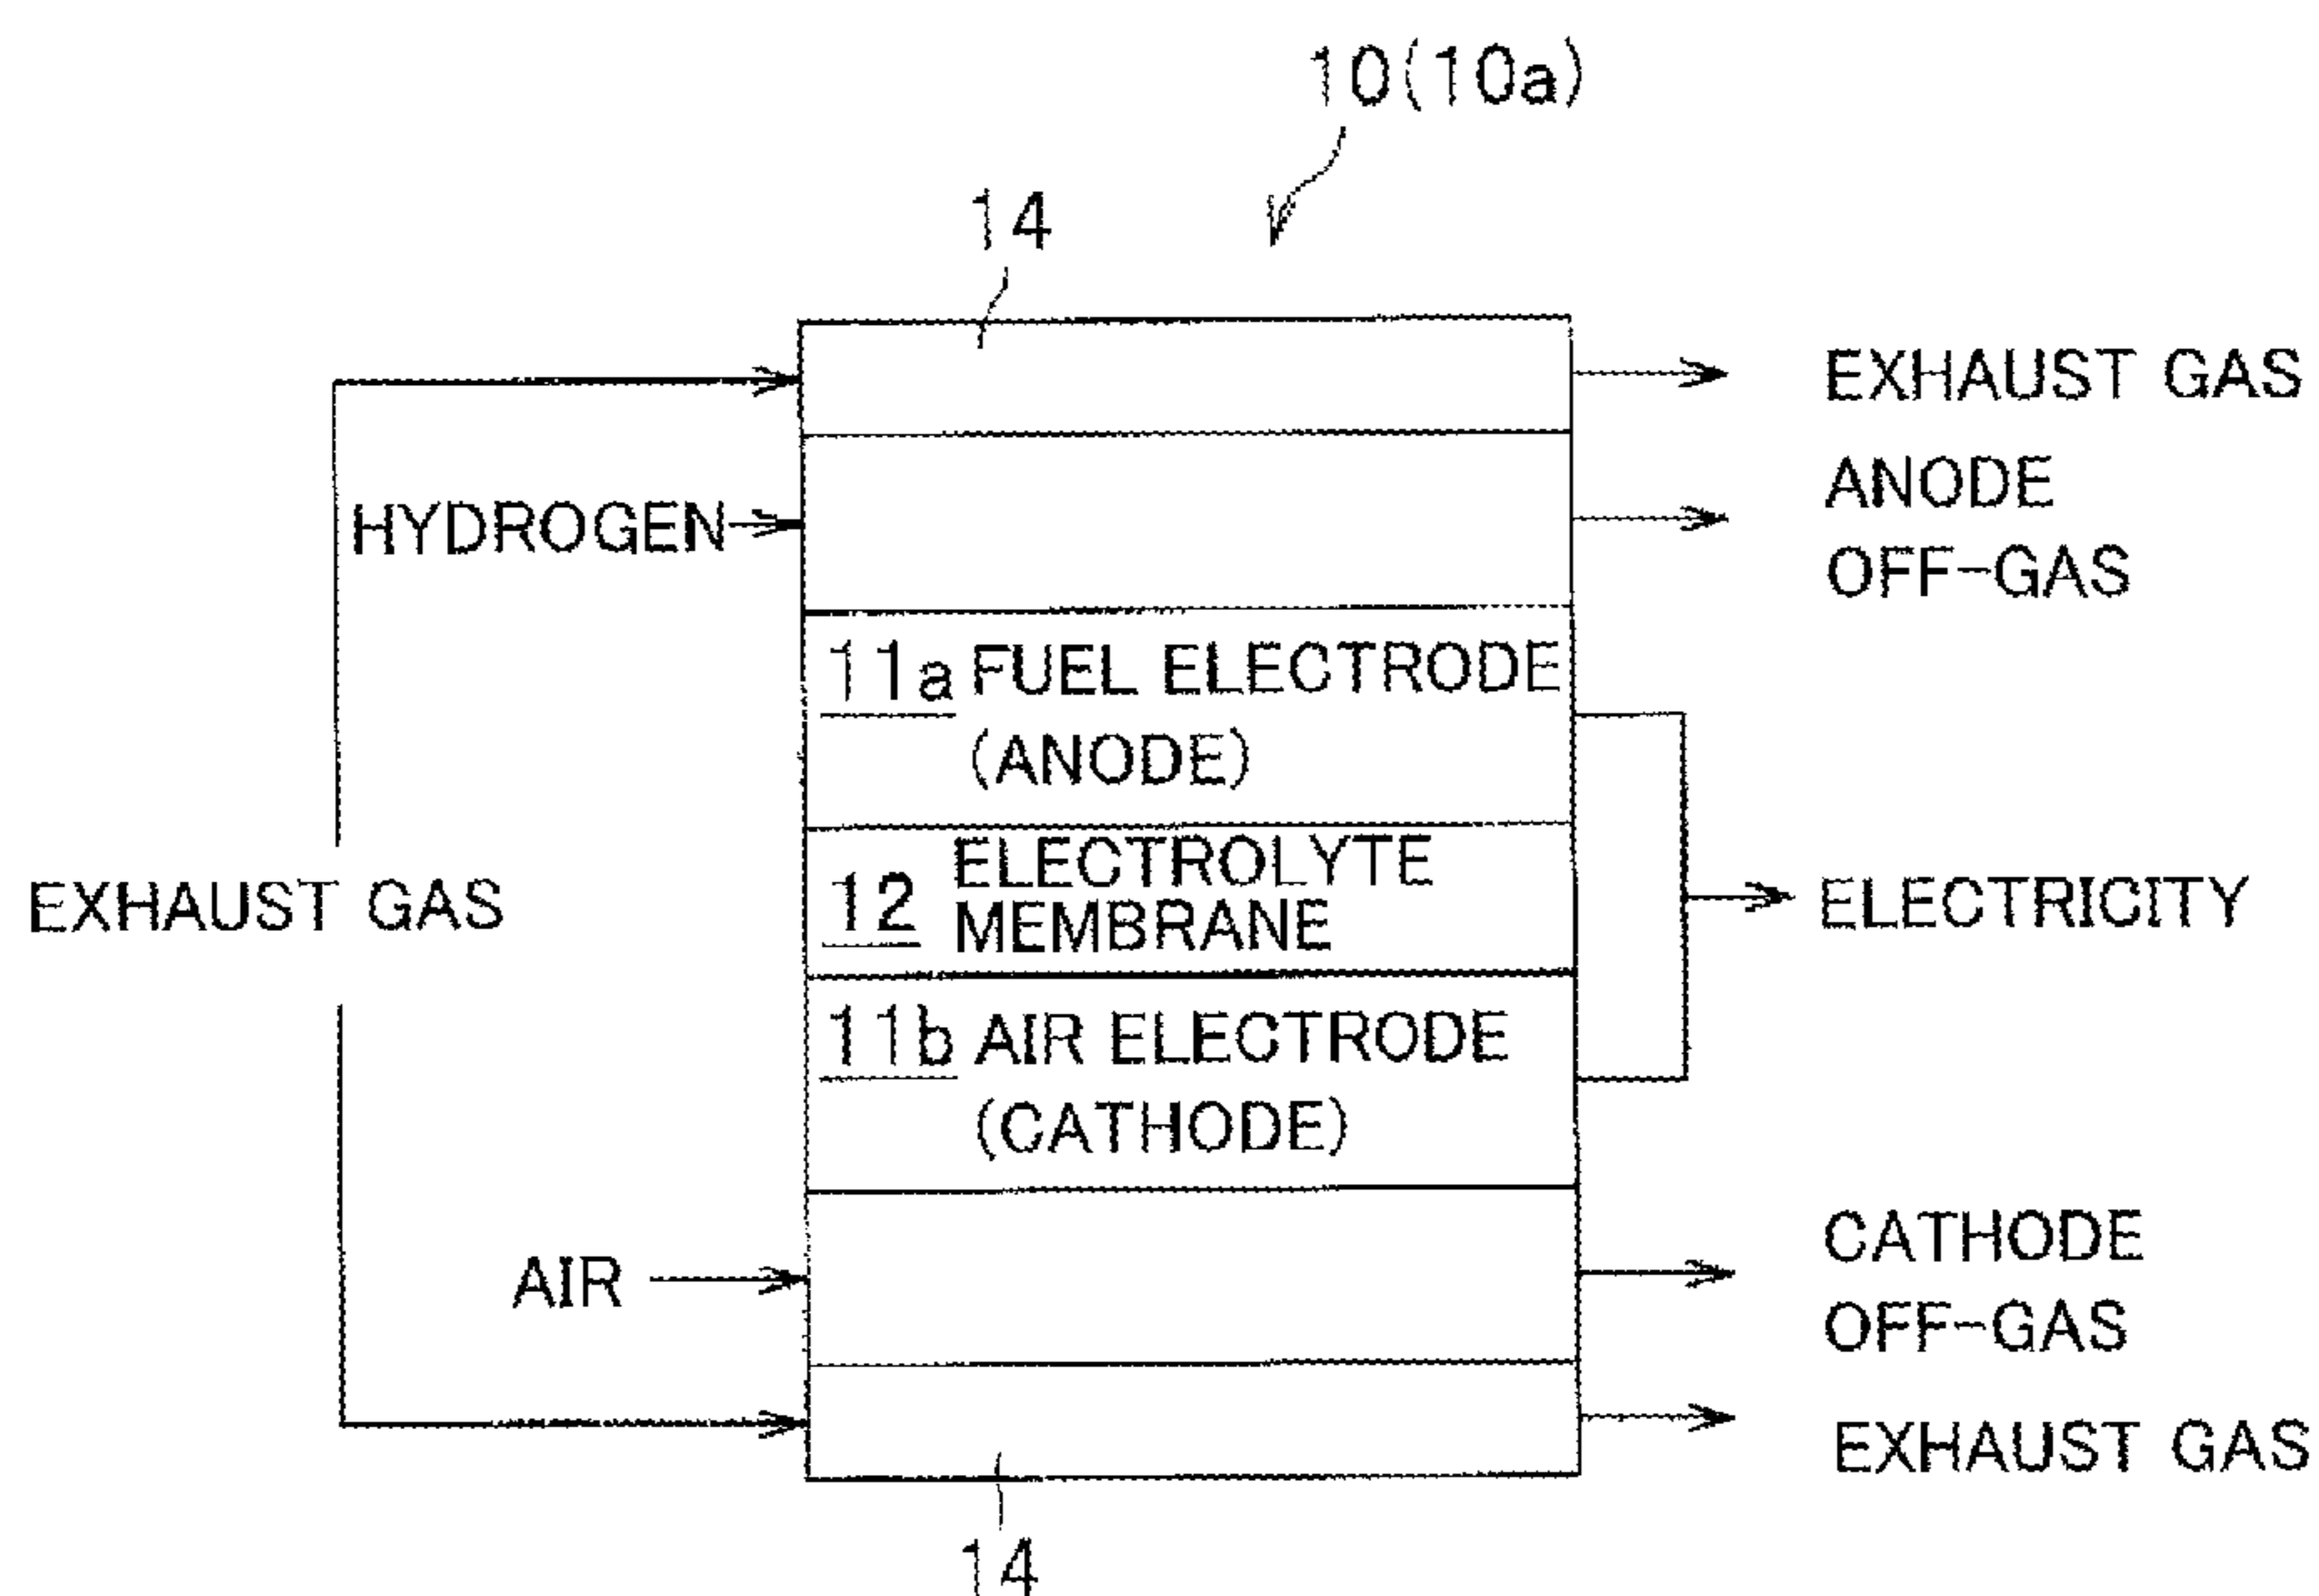 10(10a)
14
EXHAUST GAS
HYDROGEN
ANODE
OFF-GAS
11a FUEL ELECTRODE
(ANODE)
12 ELECTROLYTE
MEMBRANE
EXHAUST GAS
ELECTRICITY
11b AIR ELECTRODE
(CATHODE)
AIR
CATHODE
OFF-GAS
EXHAUST GAS
14